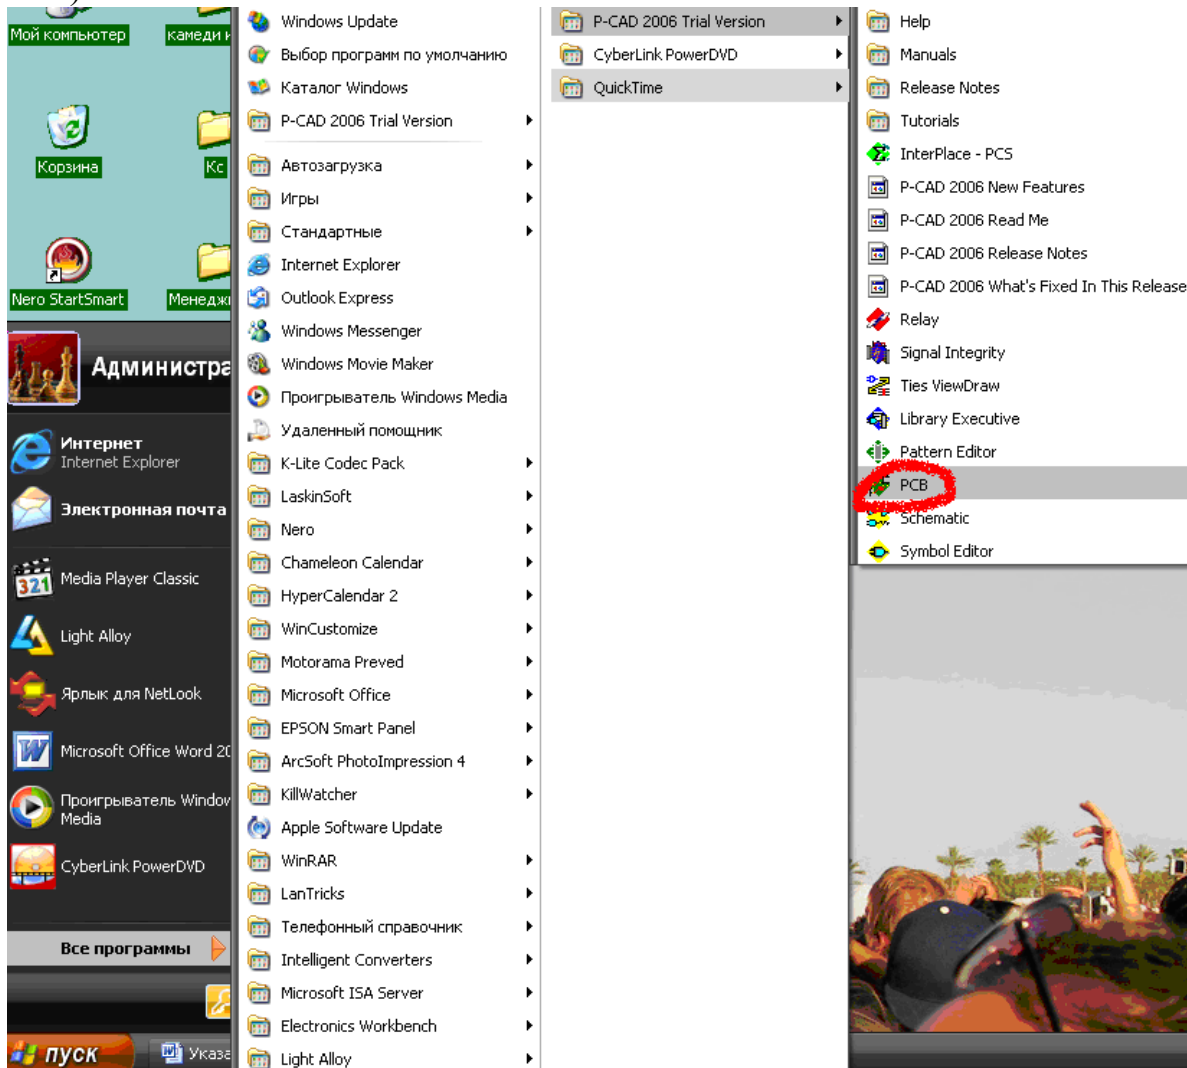 Мой компьютер
камеди к
Корзина
Кс
Nero StartSmart
Менедж
Администра
Интернет
Internet Explorer
Электронная почта
Media Player Classic
Light Alloy
Ярлык для NetLook
Microsoft Office Word 20
Проигрыватель Window
Media
CyberLink PowerDVD
Все программы
пуск
Указа
Windows Update
Выбор программ по умолчанию
Каталог Windows
P-CAD 2006 Trial Version
Автозагрузка
Игры
Стандартные
Internet Explorer
Outlook Express
Windows Messenger
Windows Movie Maker
Проигрыватель Windows Media
Удаленный помощник
K-Lite Codec Pack
LaskinSoft
Nero
Chameleon Calendar
HyperCalendar 2
WinCustomize
Motorama Preved
Microsoft Office
EPSON Smart Panel
ArcSoft PhotoImpression 4
KillWatcher
Apple Software Update
WinRAR
LanTricks
Телефонный справочник
Intelligent Converters
Microsoft ISA Server
Electronics Workbench
Light Alloy
P-CAD 2006 Trial Version
CyberLink PowerDVD
QuickTime
Help
Manuals
Release Notes
Tutorials
InterPlace - PCS
P-CAD 2006 New Features
P-CAD 2006 Read Me
P-CAD 2006 Release Notes
P-CAD 2006 What's Fixed In This Release
Relay
Signal Integrity
Ties ViewDraw
Library Executive
Pattern Editor
PCB
Schematic
Symbol Editor